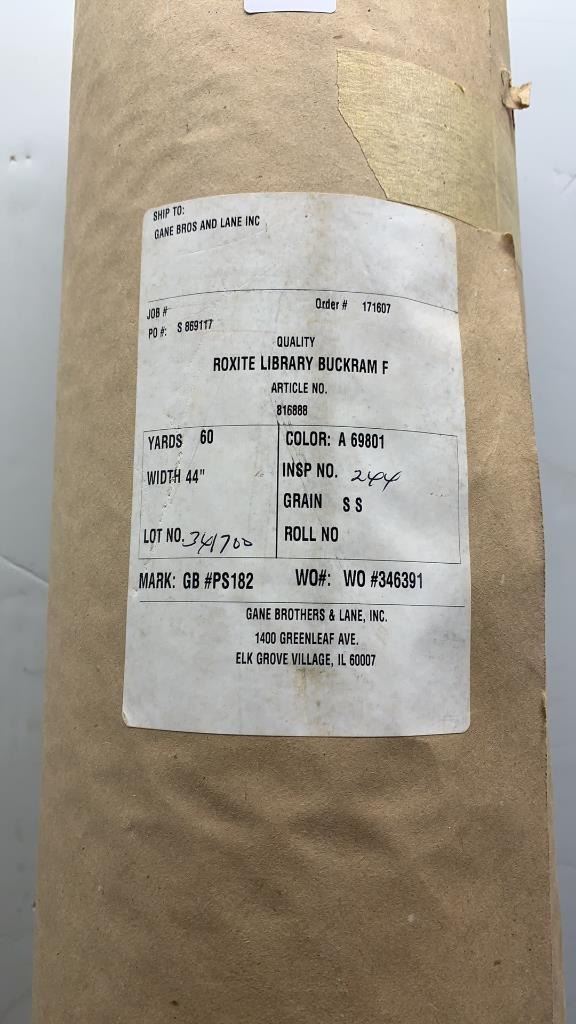 SHIP TO:
GANE BROS AND LANE INC
JOB #
Order # 171607
PO #: S 869117
QUALITY
ROXITE LIBRARY BUCKRAM F
ARTICLE NO.
816888
YARDS 60
COLOR: A 69801
WIDTH 44"
INSP NO. 244
GRAIN S S
LOT NO. 341700
ROLL NO
MARK: GB #PS182 WO#: WO #346391
GANE BROTHERS & LANE, INC.
1400 GREENLEAF AVE.
ELK GROVE VILLAGE, IL 60007